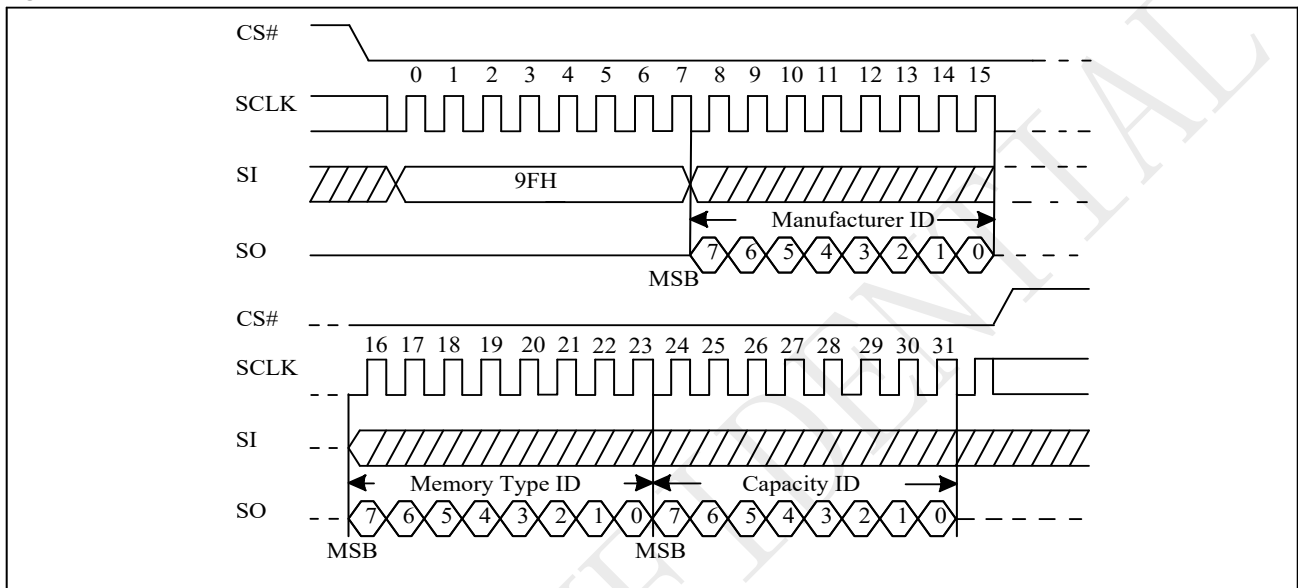 CS#
0 1 2 3 4 5 6 7 8 9 10 11 12 13 14 15
SCLK
SI
9FH
Manufacturer ID
SO
7 6 5 4 3 2 1 0
MSB
CS#
16 17 18 19 20 21 22 23 24 25 26 27 28 29 30 31
SCLK
SI
Memory Type ID Capacity ID
SO
7 6 5 4 3 2 1 0 7 6 5 4 3 2 1 0
MSB MSB